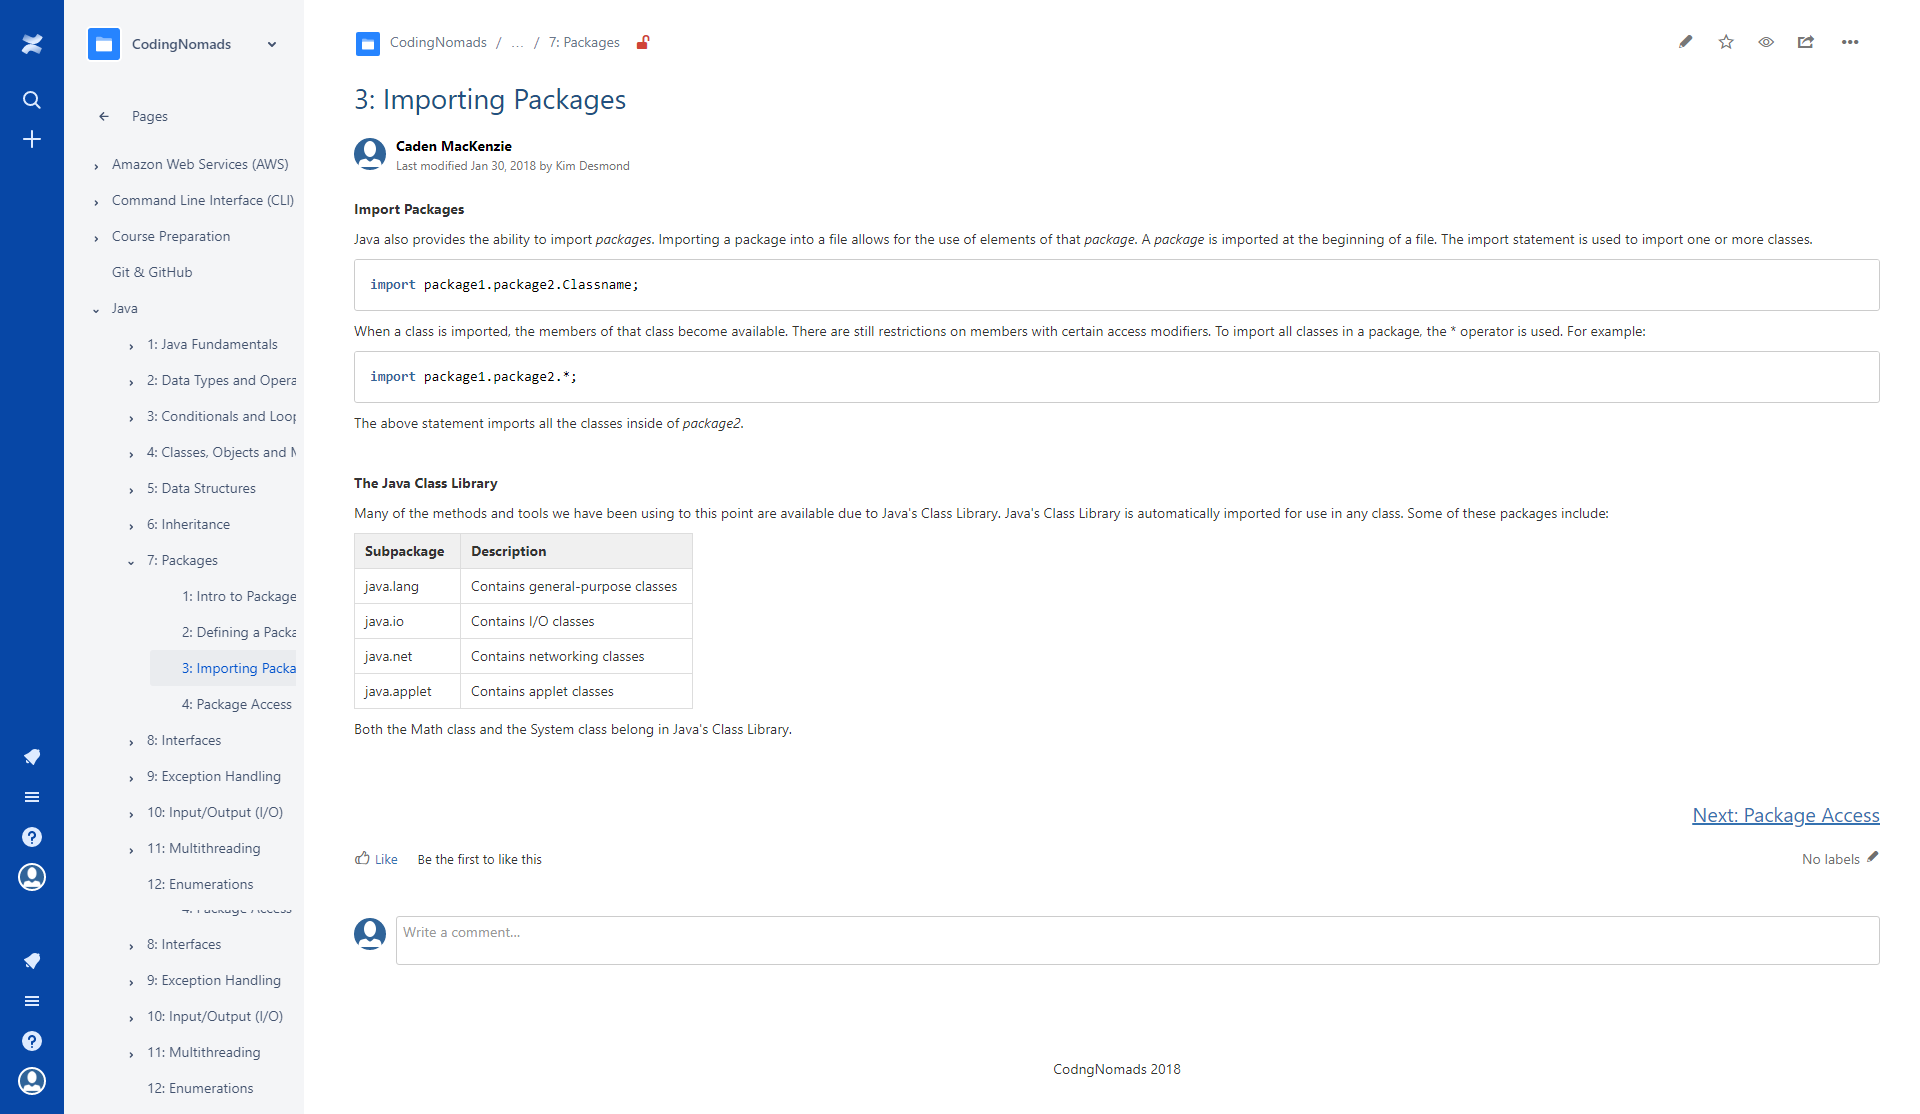 CodingNomads
Pages
Amazon Web Services (AWS)
Command Line Interface (CLI)
Course Preparation
Git & GitHub
Java
1: Java Fundamentals
2: Data Types and Opera
3: Conditionals and Loop
4: Classes, Objects and M
5: Data Structures
6: Inheritance
7: Packages
1: Intro to Package
2: Defining a Packa
3: Importing Packa
4: Package Access
8: Interfaces
9: Exception Handling
10: Input/Output (I/O)
11: Multithreading
12: Enumerations
4: Package Access
8: Interfaces
9: Exception Handling
10: Input/Output (I/O)
11: Multithreading
12: Enumerations
CodingNomads / ... / 7: Packages
3: Importing Packages
Caden MacKenzie
Last modified Jan 30, 2018 by Kim Desmond
Import Packages
Java also provides the ability to import packages. Importing a package into a file allows for the use of elements of that package. A package is imported at the beginning of a file. The import statement is used to import one or more classes.
import package1.package2.Classname;
When a class is imported, the members of that class become available. There are still restrictions on members with certain access modifiers. To import all classes in a package, the * operator is used. For example:
import package1.package2.*;
The above statement imports all the classes inside of package2.
The Java Class Library
Many of the methods and tools we have been using to this point are available due to Java's Class Library. Java's Class Library is automatically imported for use in any class. Some of these packages include:
Subpackage Description
java.lang Contains general-purpose classes
java.io Contains I/O classes
java.net Contains networking classes
java.applet Contains applet classes
Both the Math class and the System class belong in Java's Class Library.
Next: Package Access
Like Be the first to like this
No labels
Write a comment...
CodngNomads 2018